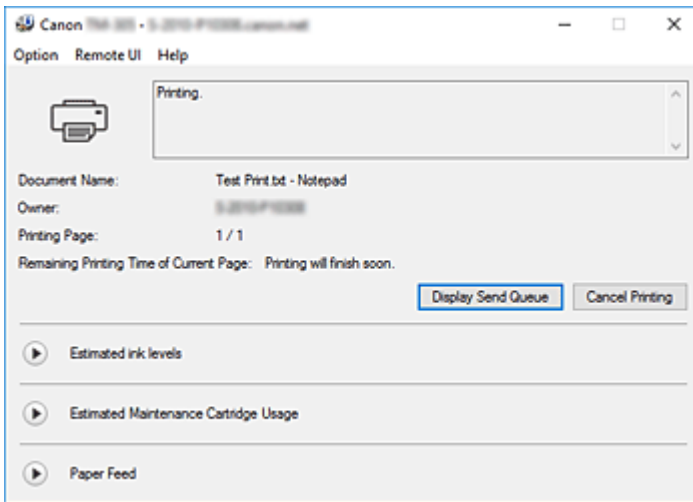 Canon
Option Remote UI Help
Printing.
Document Name: Test Print.txt - Notepad
Owner:
Printing Page: 1 / 1
Remaining Printing Time of Current Page: Printing will finish soon.
Display Send Queue Cancel Printing
Estimated ink levels
Estimated Maintenance Cartridge Usage
Paper Feed